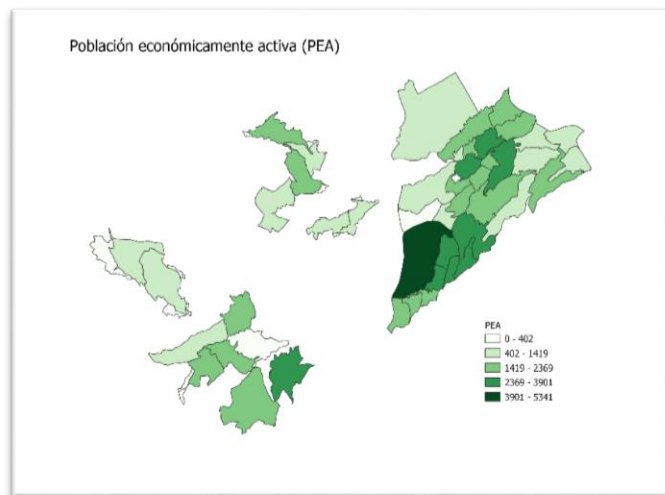 Población económicamente activa (PEA)
PEA
0 - 402
402 - 1419
1419 - 2369
2369 - 3901
3901 - 5341